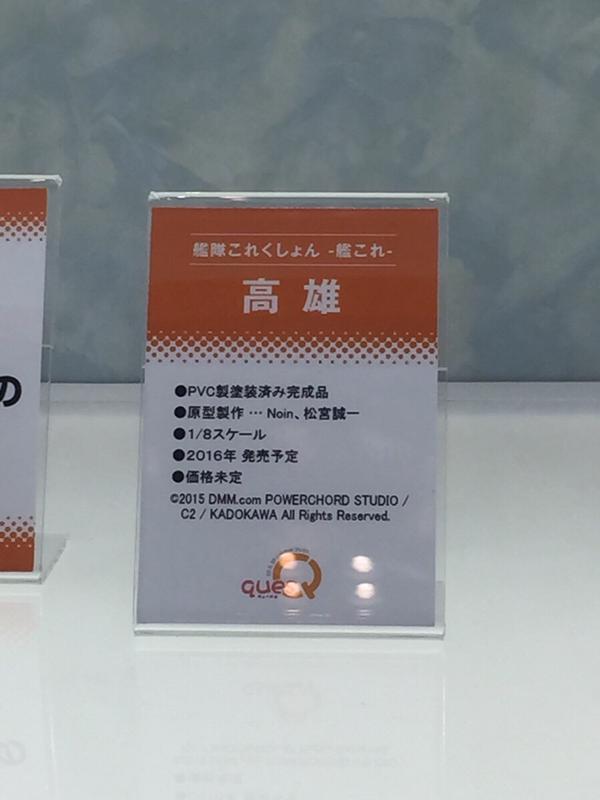 艦隊これくしょん -艦これ-
高雄
●PVC製塗装済み完成品
●原型製作 … Noin、松宮誠一
●1/8スケール
●2016年 発売予定
●価格未定
©2015 DMM.com POWERCHORD STUDIO /
C2 / KADOKAWA All Rights Reserved.
quesQ
の